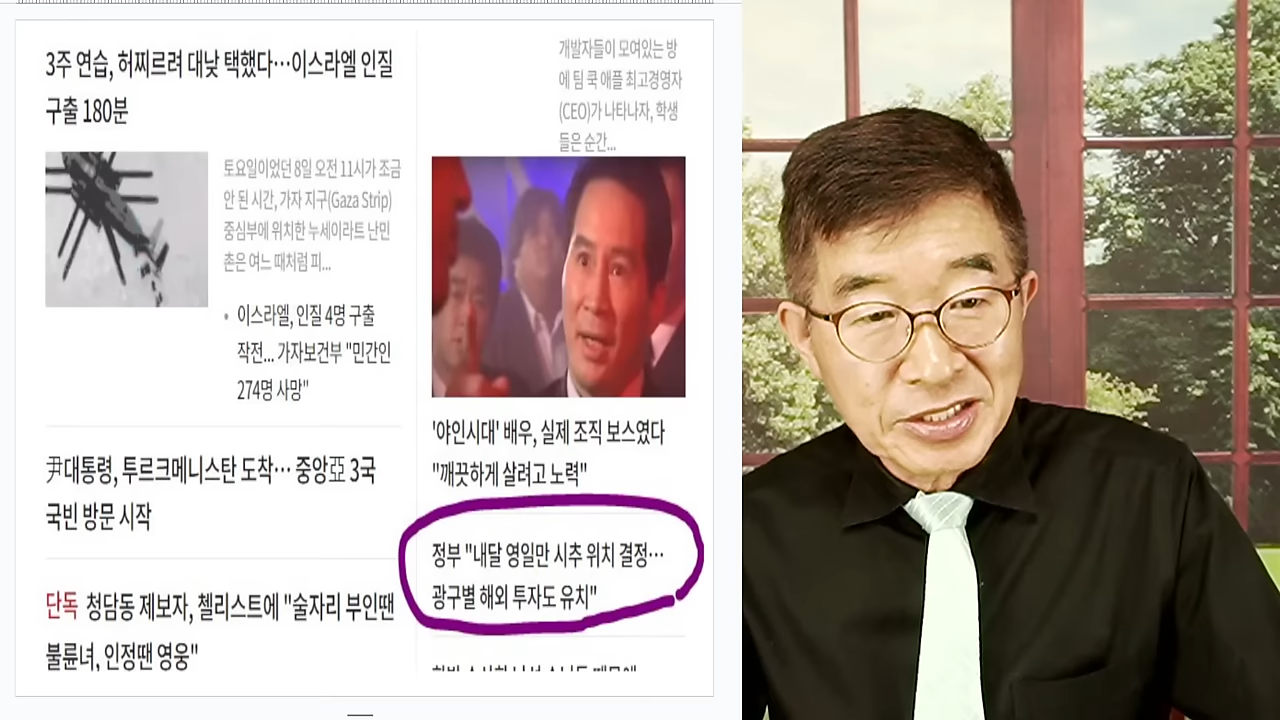 3주 연습, 허찌르려 대낮 택했다…이스라엘 인질
구출 180분
토요일이었던 8일 오전 11시가 조금
안 된 시간, 가자 지구(Gaza Strip)
중심부에 위치한 누세이라트 난민
촌은 여느 때처럼 피...
• 이스라엘, 인질 4명 구출
작전... 가자보건부 "민간인
274명 사망"
尹대통령, 투르크메니스탄 도착… 중앙亞 3국
국빈 방문 시작
단독 청담동 제보자, 첼리스트에 "술자리 부인땐
불륜녀, 인정땐 영웅"
개발자들이 모여있는 방
에 팀 쿡 애플 최고경영자
(CEO)가 나타나자, 학생
들은 순간...
'야인시대' 배우, 실제 조직 보스였다
"깨끗하게 살려고 노력"
정부 "내달 영일만 시추 위치 결정…
광구별 해외 투자도 유치"